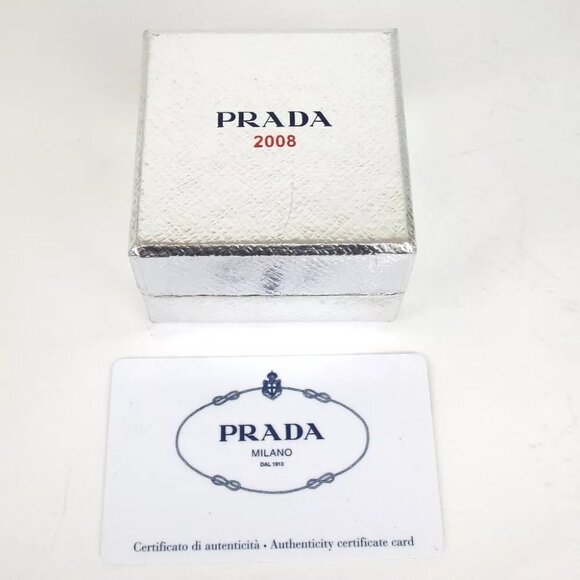 PRADA
2008
PRADA
MILANO
DAL 1913
Certificato di autenticità • Authenticity certificate card